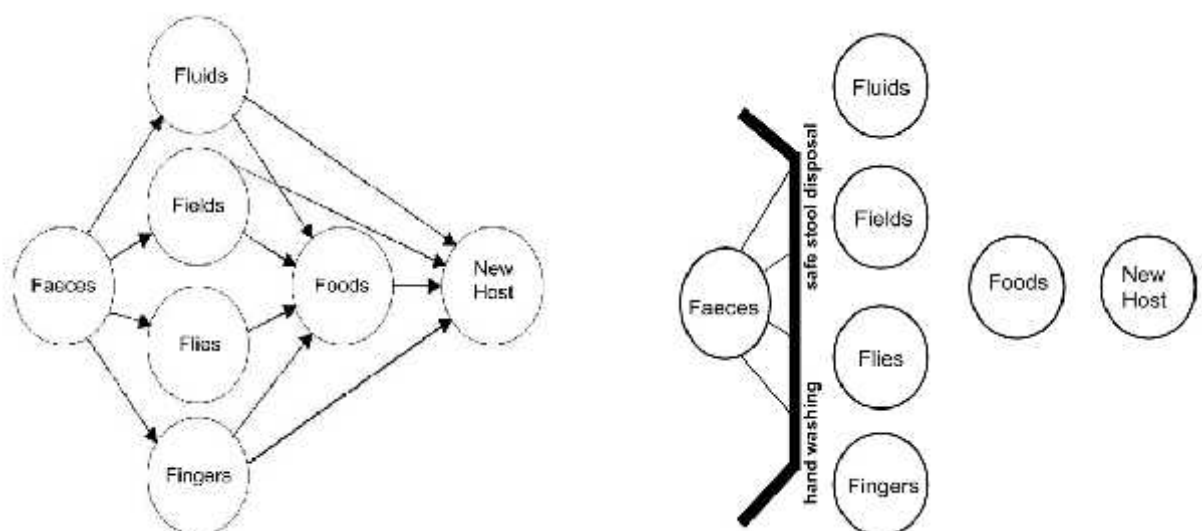 Fluids
Fields
Faeces
Foods
New
Host
Flies
Fingers
Fluids
safe stool disposal
Fields
Faeces
Foods
New
Host
Flies
hand washing
Fingers